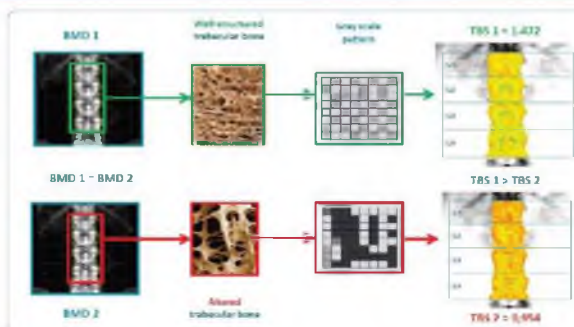 BMD 1
Well-structured
trabecular bone
Grey scale
pattern
TBS 1 = 1.472
BMD 1 = BMD 2
TBS 1 > TBS 2
BMD 2
Altered
trabecular bone
TBS 2 = 0,954